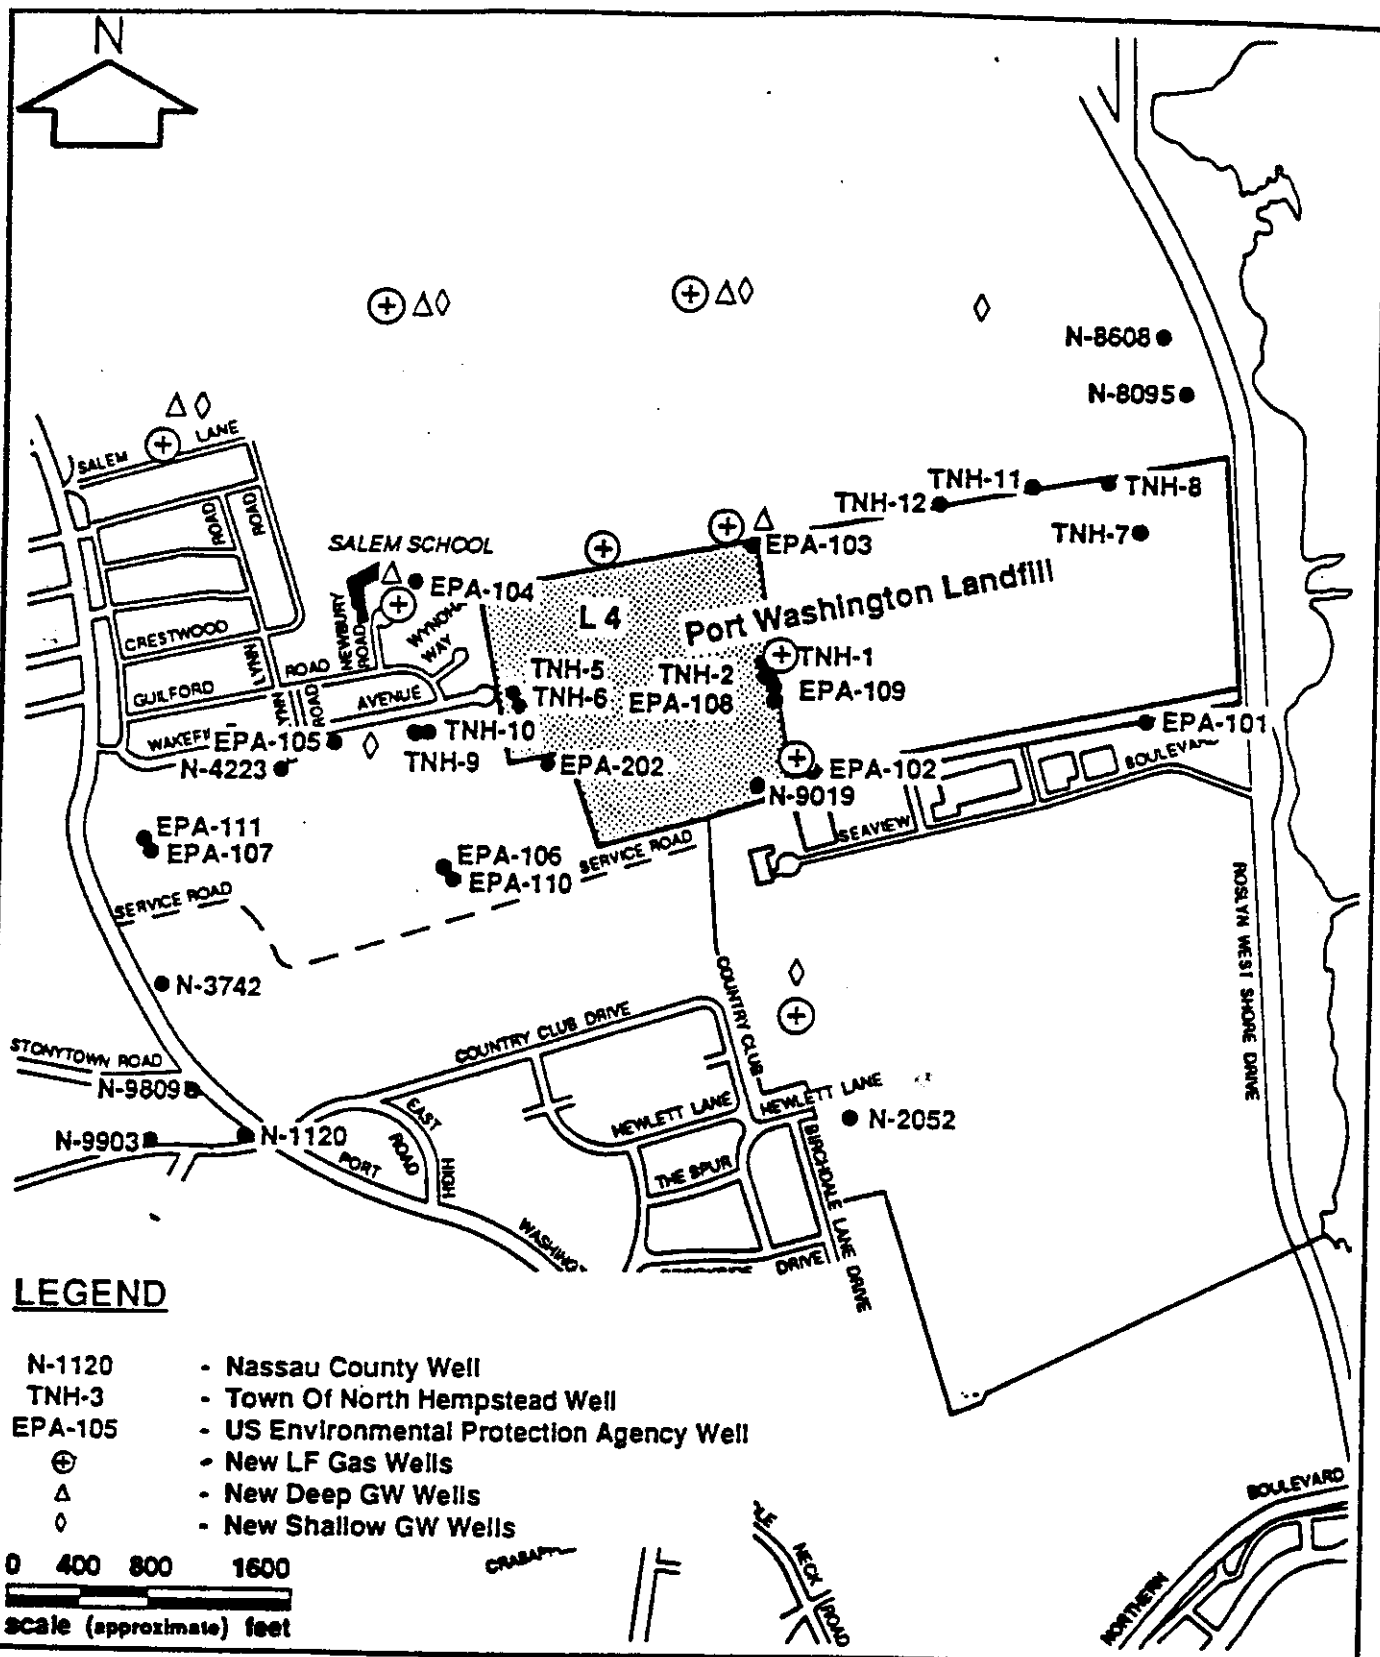 N
N-8608
N-8095
SALEM LANE
ROAD
ROAD
TNH-11
TNH-8
TNH-12
TNH-7
SALEM SCHOOL
EPA-103
EPA-104
L 4
Port Washington Landfill
NEWBURY ROAD
WAY
CRESTWOOD
LYNN
ROAD
GUILFORD
AVENUE
ROAD
TNH-5
TNH-6
TNH-2
TNH-1
EPA-108
EPA-109
EPA-105
TNH-10
TNH-9
N-4223
EPA-202
EPA-101
EPA-102
N-9019
BOULEVARD
SEAVIEW
EPA-111
EPA-107
EPA-106
EPA-110
SERVICE ROAD
SERVICE ROAD
ROSLYN WEST SHORE DRIVE
N-3742
COUNTRY CLUB
COUNTRY CLUB DRIVE
STONYTOWN ROAD
N-9809
N-9903
N-1120
EAST
ROAD
HIGH
PORT
HEWLETT LANE
HEWLETT LANE
N-2052
THE SPUR
BIRCHDALE LANE DRIVE
DRIVE
LEGEND
N-1120 - Nassau County Well
TNH-3 - Town Of North Hempstead Well
EPA-105 - US Environmental Protection Agency Well
⊕ - New LF Gas Wells
Δ - New Deep GW Wells
◊ - New Shallow GW Wells
0 400 800 1600
scale (approximate) feet
NECK ROAD
NORTHERN
BOULEVARD